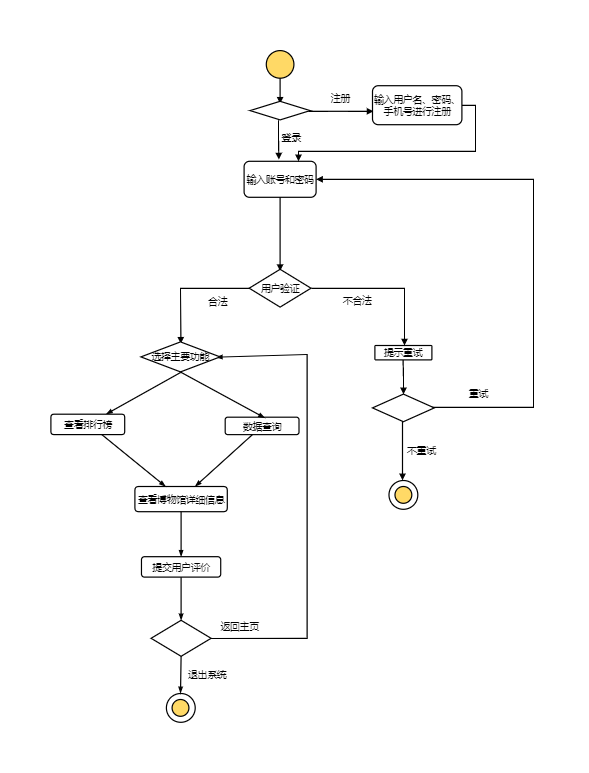 注册
输入用户名、密码、
手机号进行注册
登录
输入账号和密码
用户验证
合法
不合法
选择主要功能
提示重试
重试
查看排行榜
数据查询
不重试
查看博物馆详细信息
提交用户评价
返回主页
退出系统